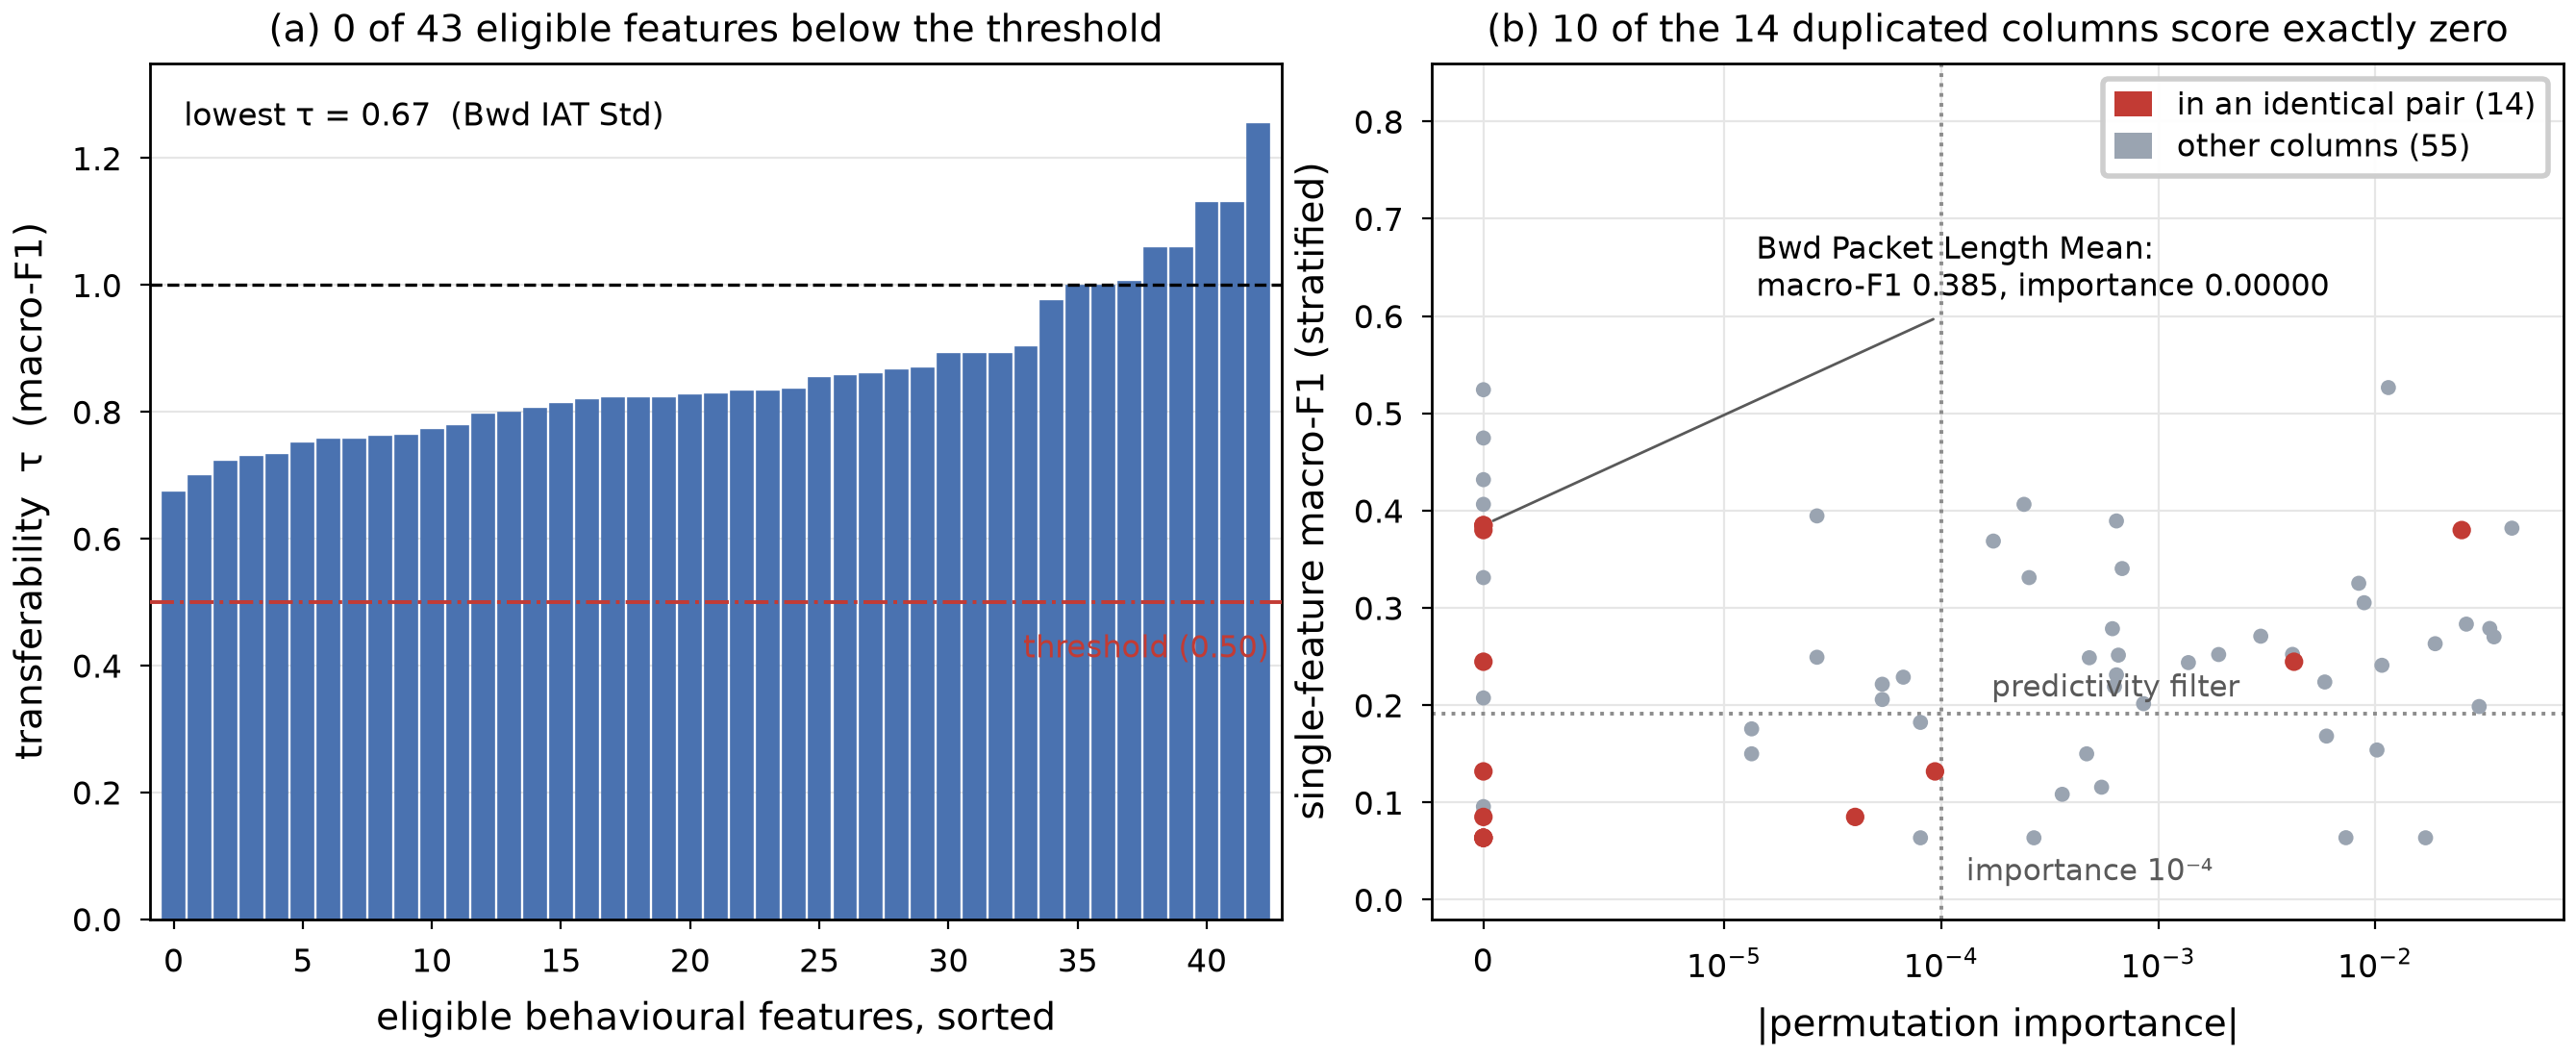 (a) 0 of 43 eligible features below the threshold
lowest τ = 0.67 (Bwd IAT Std)
threshold (0.50)
transferability τ (macro-F1)
1.2
1.0
0.8
0.6
0.4
0.2
0.0
0 5 10 15 20 25 30 35 40
eligible behavioural features, sorted
(b) 10 of the 14 duplicated columns score exactly zero
in an identical pair (14)
other columns (55)
Bwd Packet Length Mean:
macro-F1 0.385, importance 0.00000
predictivity filter
importance 10⁻⁴
single-feature macro-F1 (stratified)
0.8
0.7
0.6
0.5
0.4
0.3
0.2
0.1
0.0
0 10⁻⁵ 10⁻⁴ 10⁻³ 10⁻²
|permutation importance|